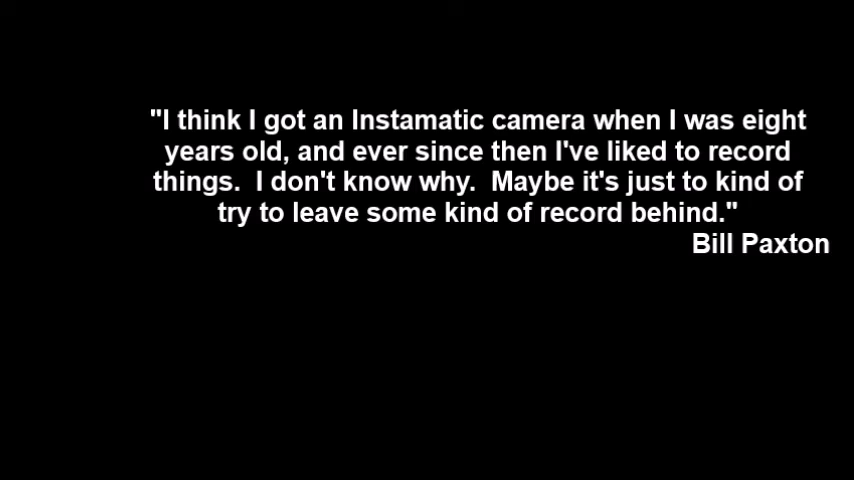 "I think I got an Instamatic camera when I was eight
years old, and ever since then I've liked to record
things.  I don't know why.  Maybe it's just to kind of
try to leave some kind of record behind."
Bill Paxton